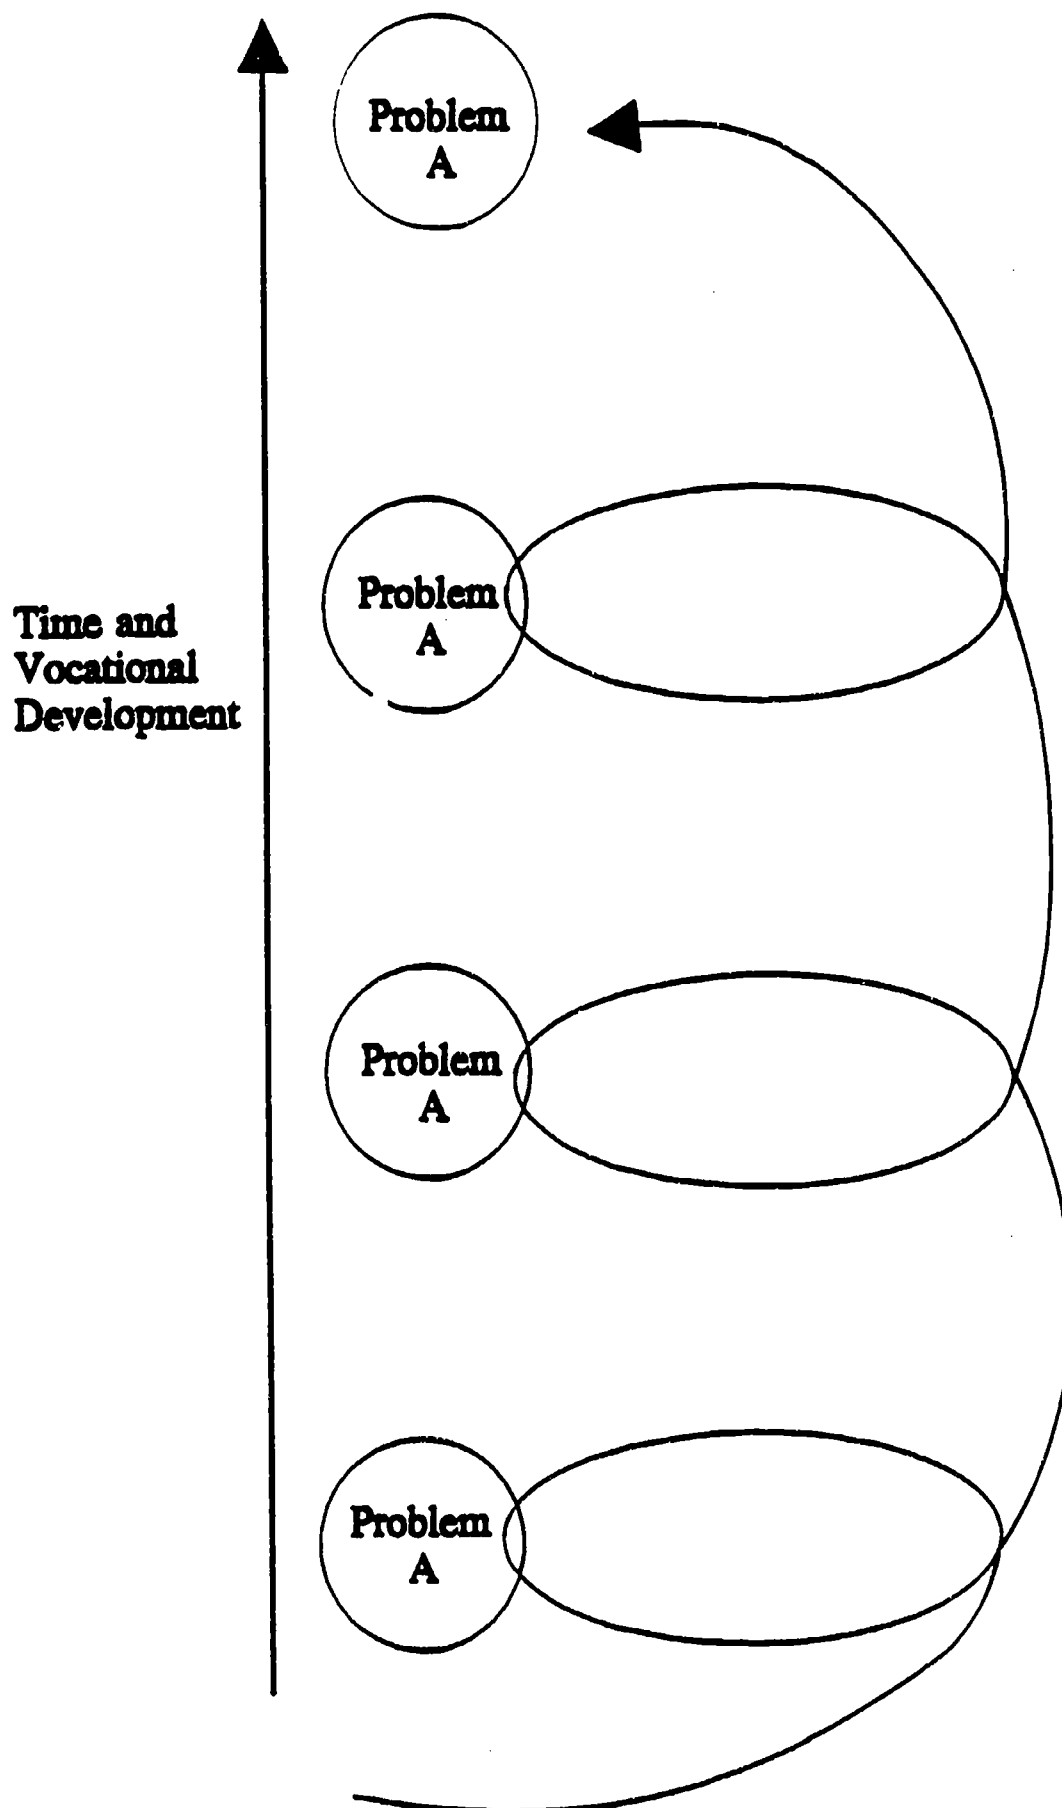 Problem
A
Problem
A
Time and
Vocational
Development
Problem
A
Problem
A